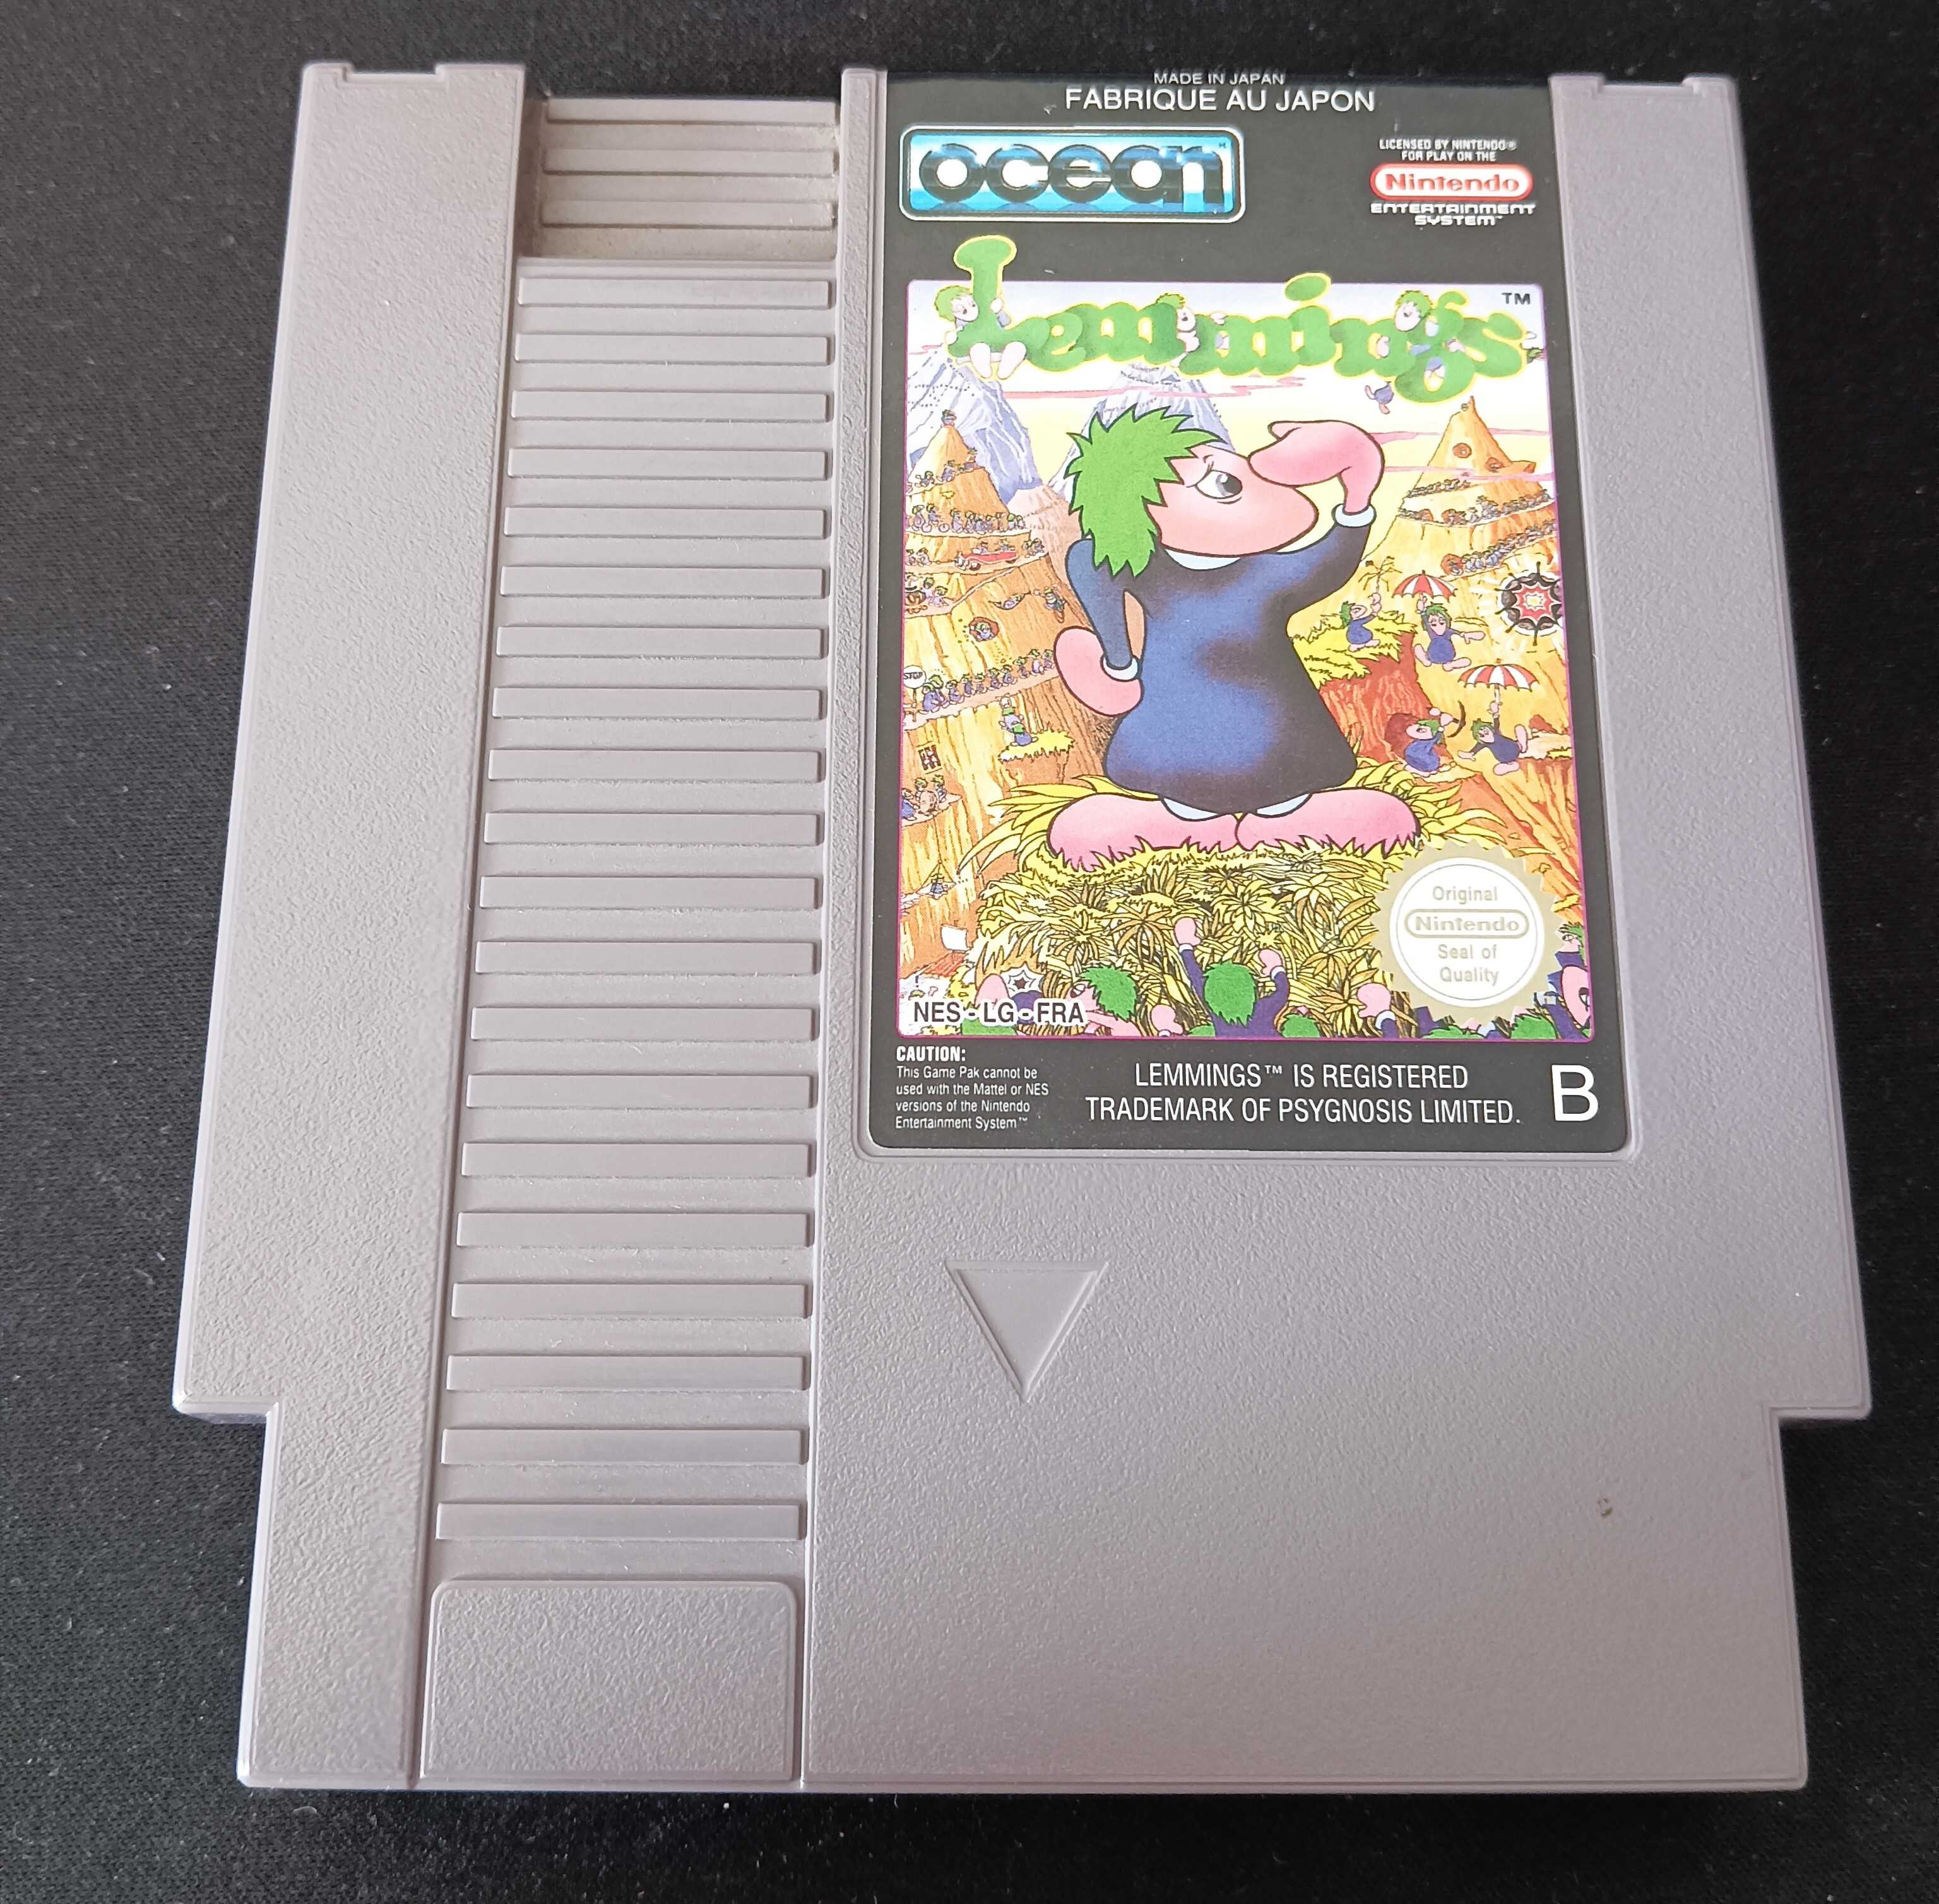 MADE IN JAPAN
FABRIQUE AU JAPON
ocean
LICENSED BY NINTENDO®
FOR PLAY ON THE
Nintendo
ENTERTAINMENT
SYSTEM™
Lemmings
TM
STOP
Original
Nintendo
Seal of
Quality
NES-LG-FRA
CAUTION:
This Game Pak cannot be
used with the Mattel or NES
versions of the Nintendo
Entertainment System™
LEMMINGS™ IS REGISTERED
TRADEMARK OF PSYGNOSIS LIMITED.
B